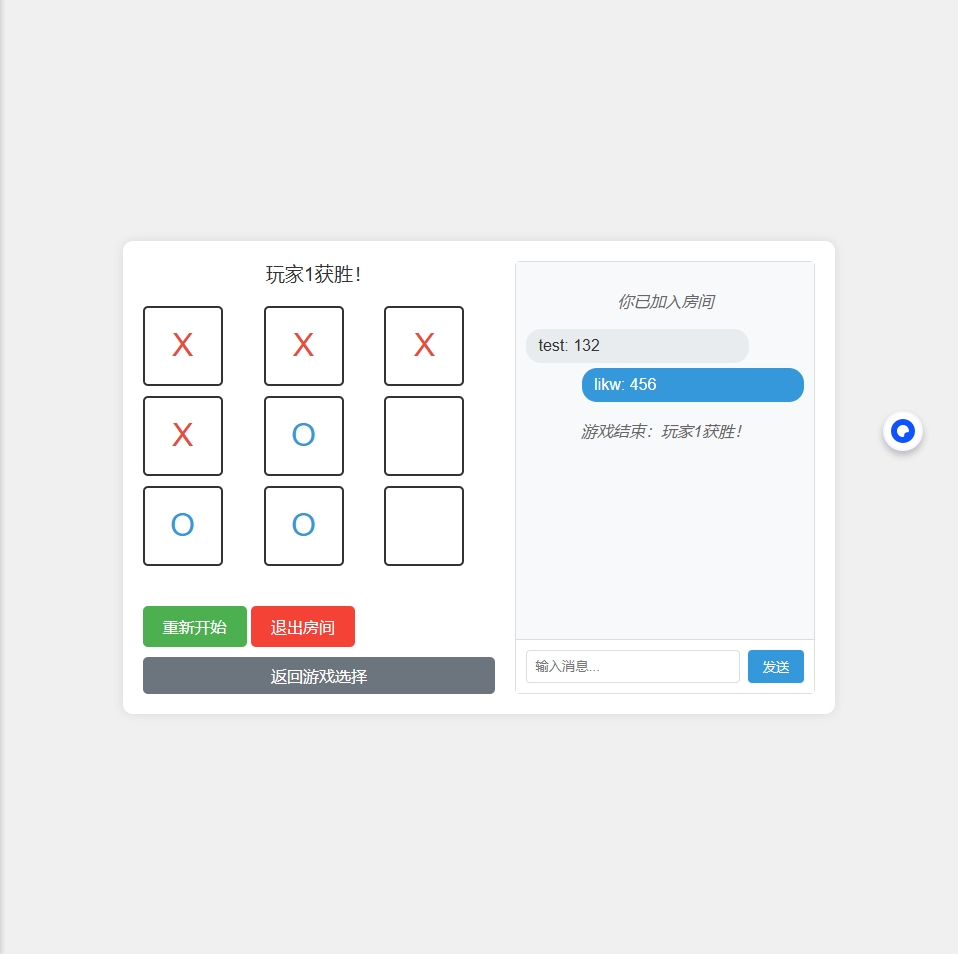 玩家1获胜！
X X X
X O
O O
重新开始 退出房间
返回游戏选择
你已加入房间
test: 132
likw: 456
游戏结束：玩家1获胜！
输入消息... 发送